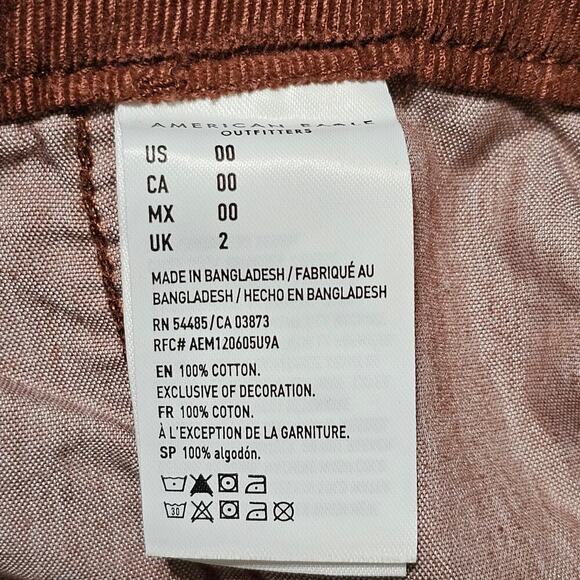 AMERICAN EAGLE
OUTFITTERS
US 00
CA 00
MX 00
UK 2
MADE IN BANGLADESH / FABRIQUÉ AU
BANGLADESH / HECHO EN BANGLADESH
RN 54485/CA 03873
RFC# AEM120605U9A
EN 100% COTTON.
EXCLUSIVE OF DECORATION.
FR 100% COTON.
À L'EXCEPTION DE LA GARNITURE.
SP 100% algodón.
30